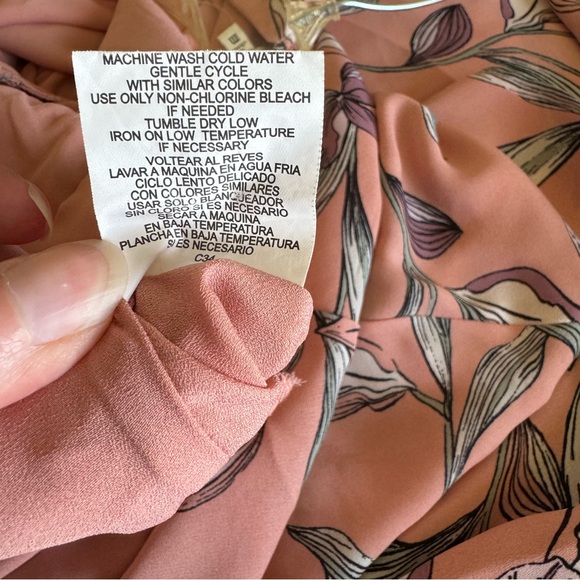 MACHINE WASH COLD WATER
GENTLE CYCLE
WITH SIMILAR COLORS
USE ONLY NON-CHLORINE BLEACH
IF NEEDED
TUMBLE DRY LOW
IRON ON LOW TEMPERATURE
IF NECESSARY
VOLTEAR AL REVES
LAVAR A MAQUINA EN AGUA FRIA
CICLO LENTO DELICADO
CON COLORES SIMILARES
USAR SOLO BLANQUEADOR
SIN CLORO SI ES NECESARIO
SECAR A MAQUINA
EN BAJA TEMPERATURA
PLANCHA EN BAJA TEMPERATURA
SI ES NECESARIO
C34